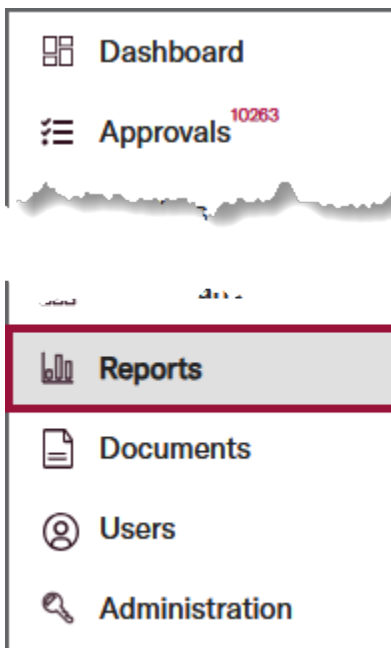 Dashboard
Approvals 10263
Reports
Documents
Users
Administration